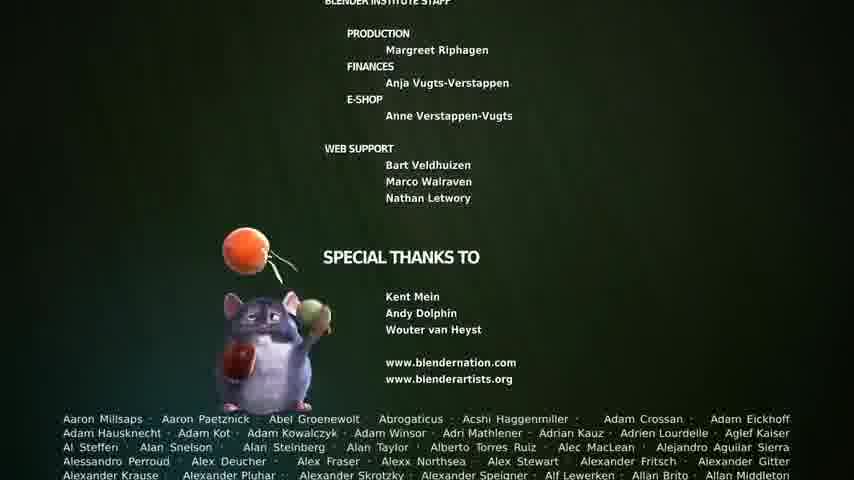 BLENDER INSTITUTE STAFF
PRODUCTION
Margreet Riphagen
FINANCES
Anja Vugts-Verstappen
E-SHOP
Anne Verstappen-Vugts
WEB SUPPORT
Bart Veldhuizen
Marco Walraven
Nathan Letwory
SPECIAL THANKS TO
Kent Mein
Andy Dolphin
Wouter van Heyst
www.blendernation.com
www.blenderartists.org
Aaron Millsaps · Aaron Paetznick · Abel Groenewolt · Abrogaticus · Acshi Haggenmiller · Adam Crossan · Adam Eickhoff
Adam Hausknecht · Adam Kot · Adam Kowalczyk · Adam Winsor · Adri Mathlener · Adrian Kauz · Adrien Lourdelle · Aglef Kaiser
Al Steffen · Alan Snelson · Alan Steinberg · Alan Taylor · Alberto Torres Ruiz · Alec MacLean · Alejandro Aguilar Sierra
Alessandro Perroud · Alex Deucher · Alex Fraser · Alexx Northsea · Alex Stewart · Alexander Fritsch · Alexander Gitter
Alexander Krause · Alexander Pluhar · Alexander Skrotzky · Alexander Speigner · Alf Lewerken · Allan Brito · Allan Middleton